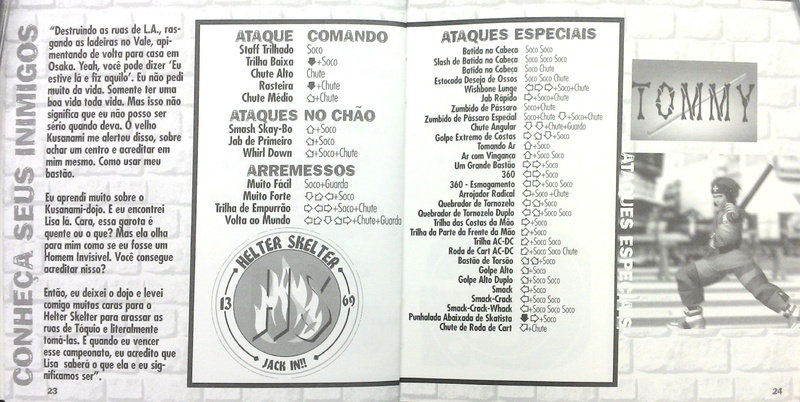 CONHEÇA SEUS INIMIGOS
"Destruindo as ruas de L.A., ras-
gando as ladeiras no Vale, api-
mentando de volta para casa em
Osaka. Yeah, você pode dizer 'Eu
estive lá e fiz aquilo'. Eu não pedi
muito da vida. Somente ter uma
boa vida toda vida. Mas isso não
significa que eu não posso ser
sério quando deva. O velho
Kusanami me alertou disso, sobre
achar um centro e acreditar em
mim mesmo. Como usar meu
bastão.
Eu aprendi muito sobre o
Kusanami-dojo. E eu encontrei
Lisa lá. Cara, essa garota é
quente ou o que? Mas ela olha
para mim como se eu fosse um
Homem Invisível. Você consegue
acreditar nisso?
Então, eu deixei o dojo e levei
comigo muitos caras para o
Helter Skelter para arassar as
ruas de Tóquio e literalmente
tomá-las. E quando eu vencer
esse campeonato, eu acredito que
Lisa saberá o que ela e eu sig-
nificamos ser".
23
ATAQUE COMANDO
Staff Trilhado Soco
Trilha Baixa ⬇+Soco
Chute Alto Chute
Rasteira ⬇+Chute
Chute Médio ⇧+Chute
ATAQUES NO CHÃO
Smash Skay-Bo ⇧+Soco
Jab de Primeiro ⇧+Soco
Whirl Down ⇧+Soco+Chute
ARREMESSOS
Muito Fácil Soco+Guarda
Muito Forte ⇩⬃⇦+Soco
Trilha de Empurrão ⇨⇦⇨+Soco+Chute
Volta ao Mundo ⇦⬃⇩⬂⇨+Soco+Chute+Guarda
HELTER SKELTER
13 HS 69
JACK IN!!
ATAQUES ESPECIAIS
Batida na Cabeça Soco Soco
Slash de Batida na Cabeça Soco Soco Soco
Batida na Cabeça Soco Chute
Estocada Deseja de Ossos Soco Soco Chute
Wishbone Lunge ⇦⇨⇨+Soco+Chute
Jab Rápido ⇨+Soco+Chute
Zumbido de Pássaro Soco+Chute
Zumbido de Pássaro Especial Soco+Chute ⇩+Soco+Chute
Chute Angular ⇩⇩+Chute+Guarda
Golpe Extremo de Costas ⇧⇨+Soco+Chute
Tomando Ar ⇧+Soco
Ar com Vingança ⇧+Soco Soco
Um Grande Bastão ⇨⇨+Soco
360 ⇦⇨+Soco
360 - Esmagamento ⇦⇨+Soco Soco
Arrojador Radical ⇦+Soco+Chute
Quebrador de Tornozelo ⇩+Soco
Quebrador de Tornozelo Duplo ⇩+Soco Soco
Trilha das Costas da Mão ⇨+Soco
Trilha da Parte da Frente da Mão ⬃+Soco
Trilha AC-DC ⬃+Soco Soco
Roda de Cart AC-DC ⬃+Soco Soco Chute
Bastão de Torsão ⇧⇧+Soco
Golpe Alto ⇧+Soco
Golpe Alto Duplo ⇧+Soco Soco
Smack ⇦+Soco
Smack-Crack ⇦+Soco Soco
Smack-Crack-Whack ⇦+Soco Soco Soco
Punhalada Abaixada de Skatista ⬇⇨+Soco
Chute de Roda de Cart ⇩+Chute
TOMMY
ATAQUES ESPECIAIS
24